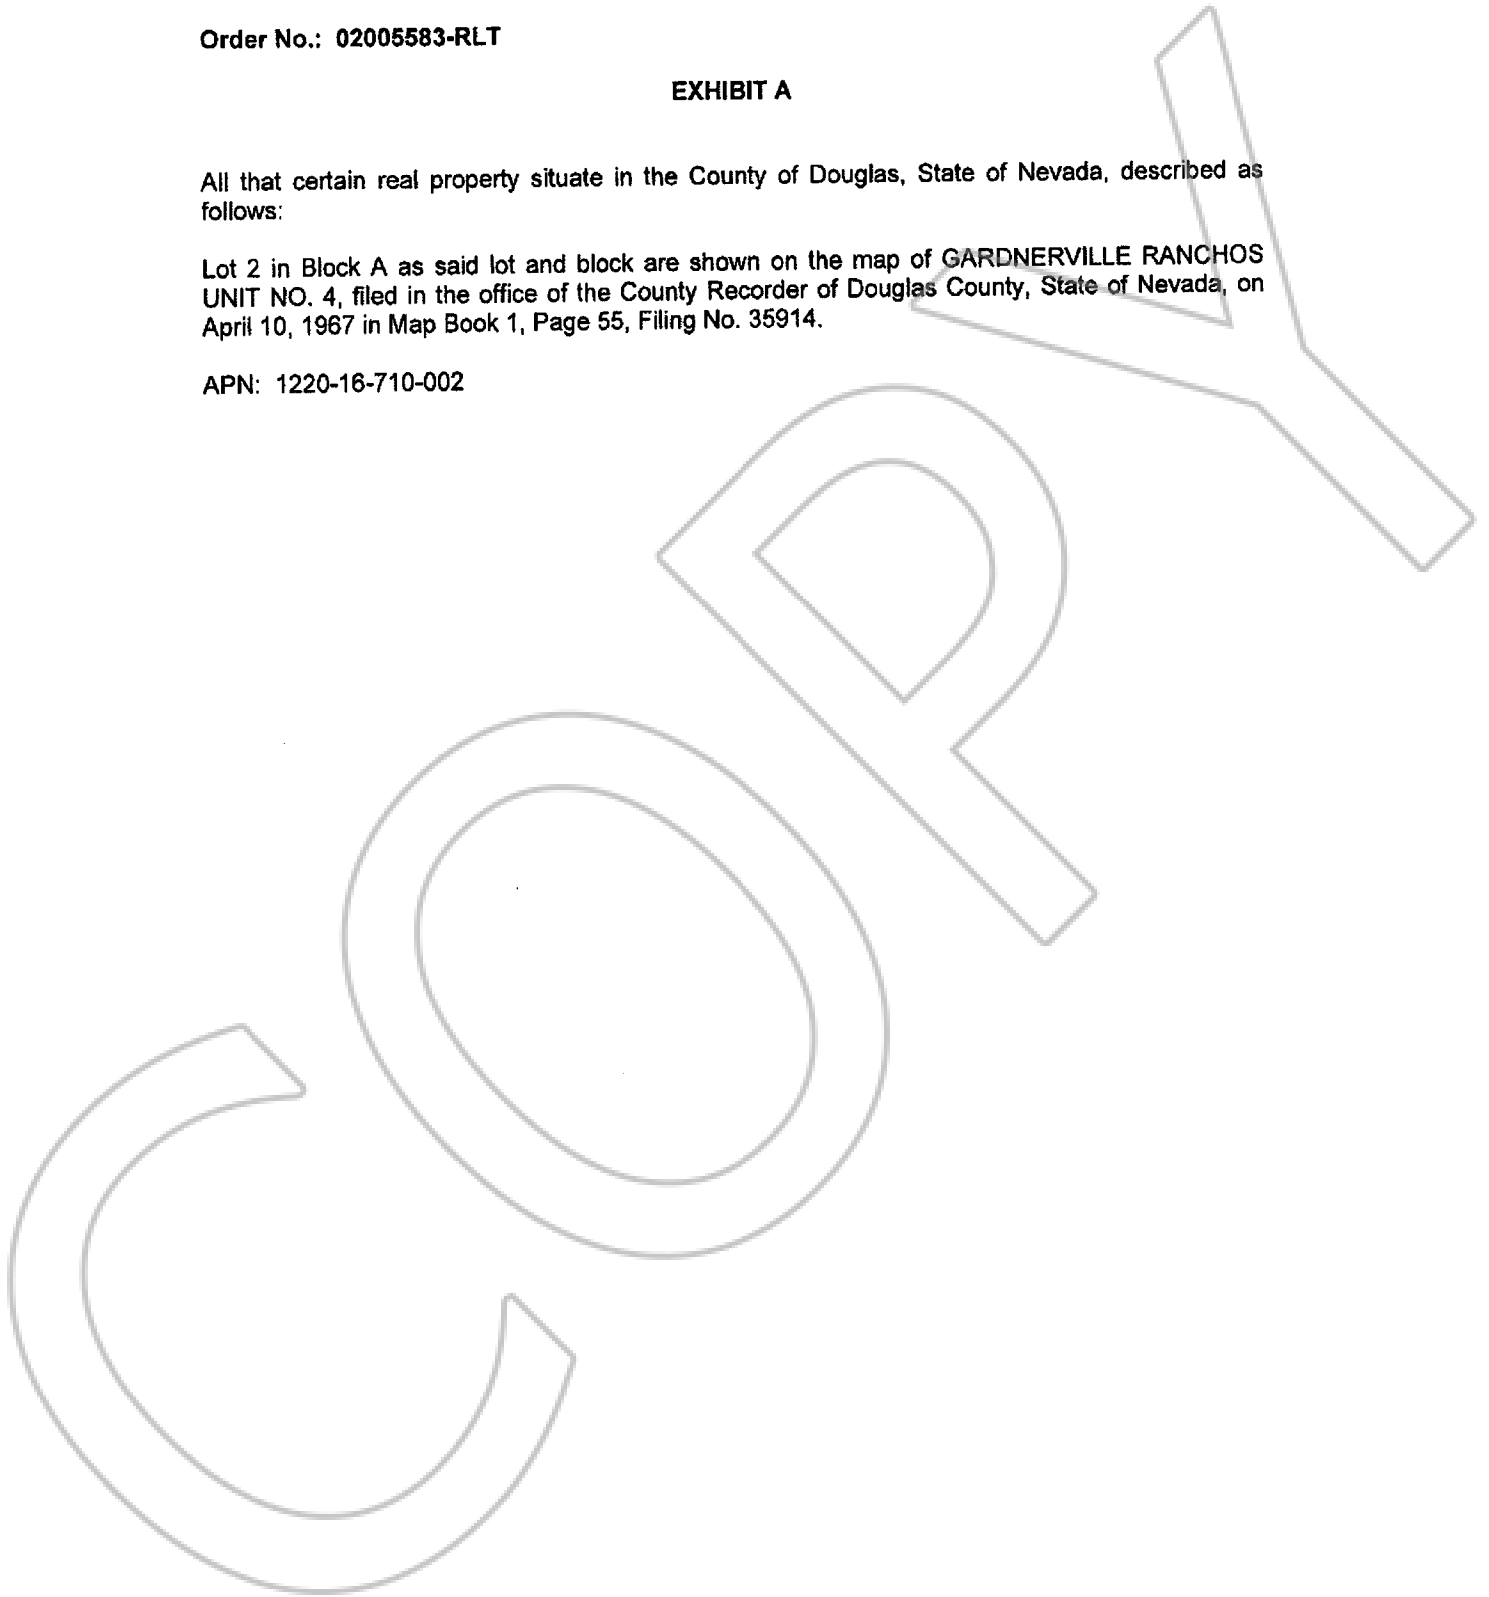 Order No.: 02005583-RLT
EXHIBIT A
All that certain real property situate in the County of Douglas, State of Nevada, described as
follows:
Lot 2 in Block A as said lot and block are shown on the map of GARDNERVILLE RANCHOS
UNIT NO. 4, filed in the office of the County Recorder of Douglas County, State of Nevada, on
April 10, 1967 in Map Book 1, Page 55, Filing No. 35914.
APN: 1220-16-710-002
COPY